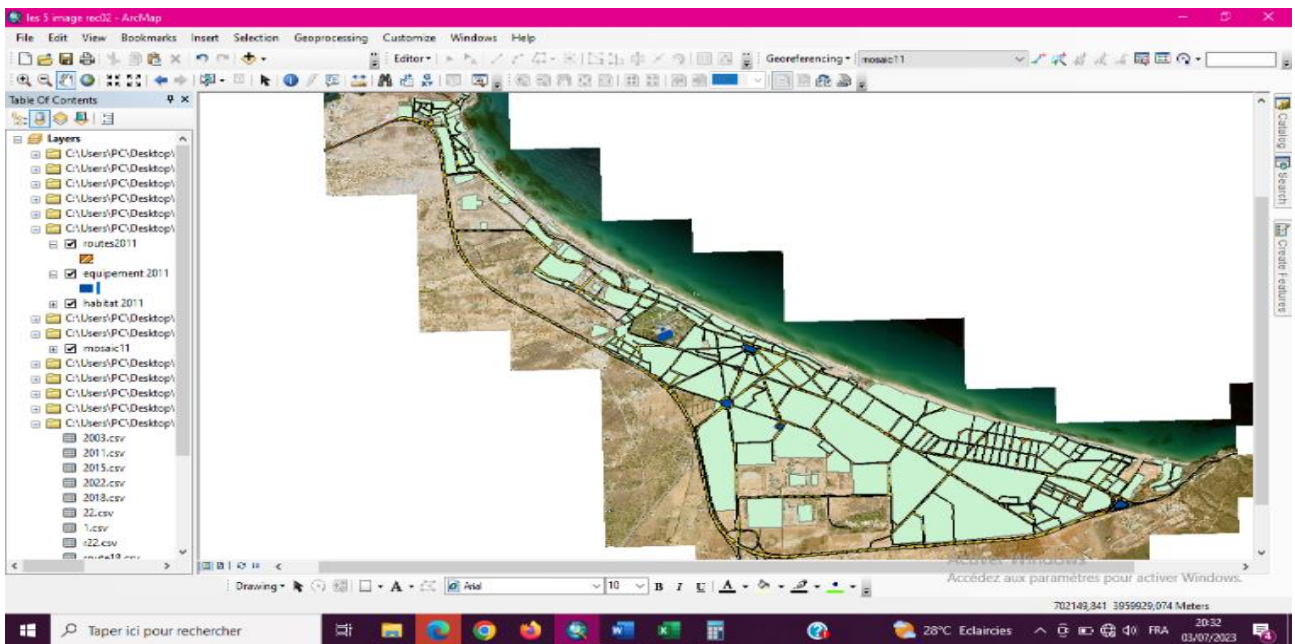 les 5 image rec02 - ArcMap
File Edit View Bookmarks Insert Selection Geoprocessing Customize Windows Help
Editor Georeferencing mosaic11
Table Of Contents
Layers
C:\Users\PC\Desktop\
C:\Users\PC\Desktop\
C:\Users\PC\Desktop\
C:\Users\PC\Desktop\
C:\Users\PC\Desktop\
C:\Users\PC\Desktop\
routes2011
equipement 2011
habitat 2011
C:\Users\PC\Desktop\
C:\Users\PC\Desktop\
mosaic11
C:\Users\PC\Desktop\
C:\Users\PC\Desktop\
C:\Users\PC\Desktop\
C:\Users\PC\Desktop\
C:\Users\PC\Desktop\
2003.csv
2011.csv
2015.csv
2022.csv
2018.csv
22.csv
1.csv
r22.csv
route18.csv
Catalog
Search
Create Features
Activer Windows
Accédez aux paramètres pour activer Windows.
Drawing A Arial 10 B I U A
702149,841 3959929,074 Meters
Taper ici pour rechercher
28°C Eclaircies FRA
20:32
03/07/2023